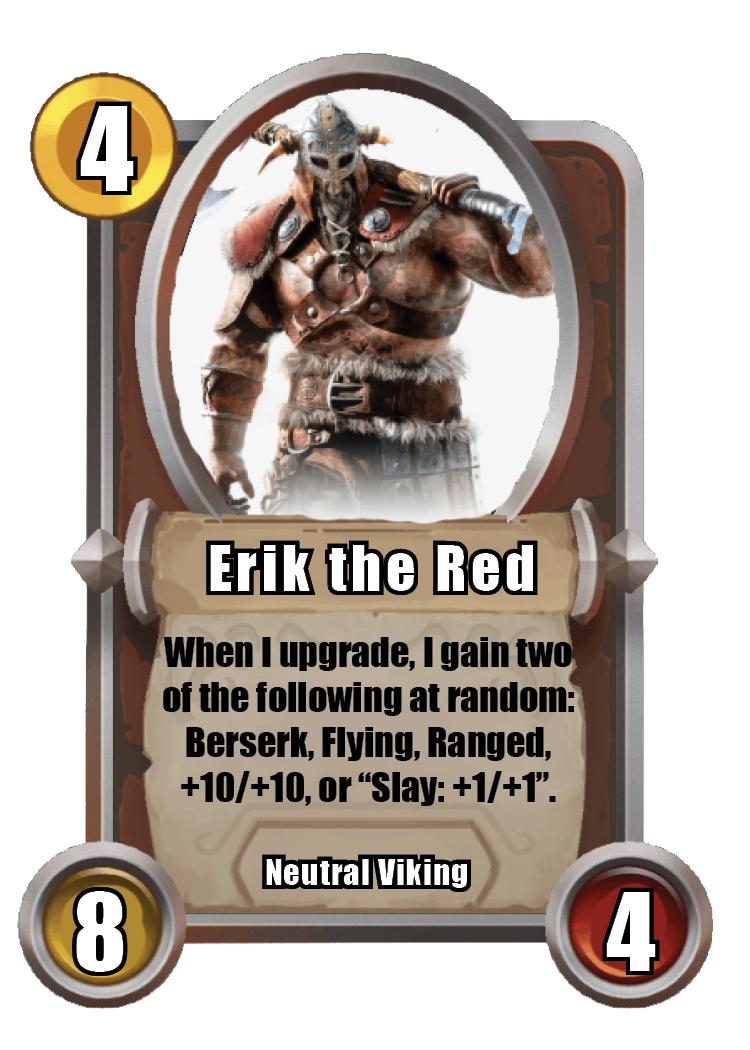 4
Erik the Red
When I upgrade, I gain two
of the following at random:
Berserk, Flying, Ranged,
+10/+10, or “Slay: +1/+1”.
Neutral Viking
8
4